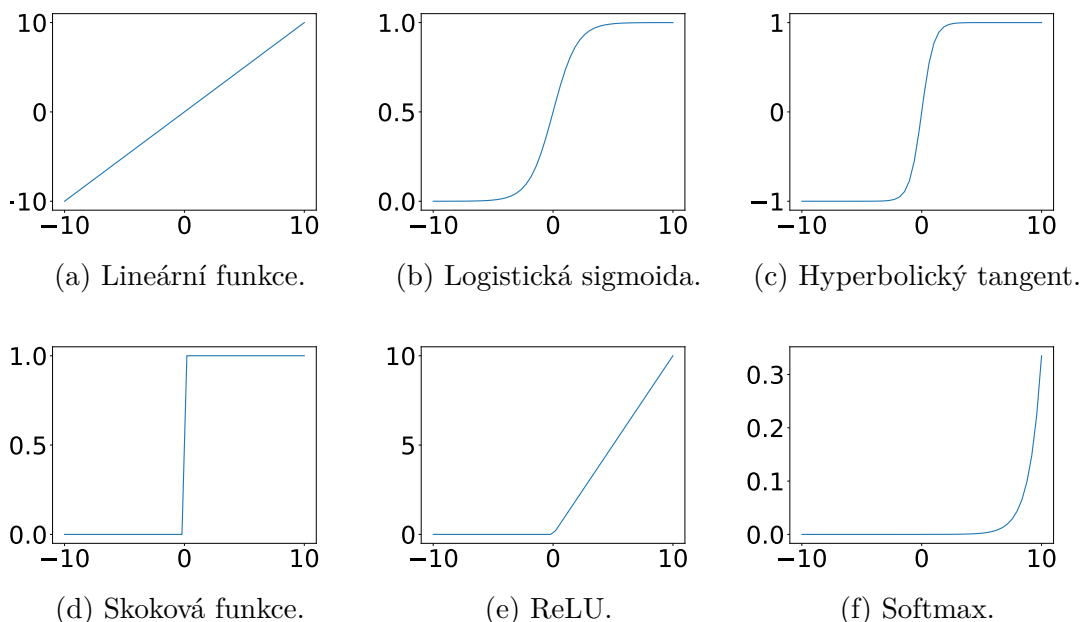 10
0
-10
−10 0 10
(a) Lineární funkce.
1.0
0.5
0.0
−10 0 10
(b) Logistická sigmoida.
1
0
−1
−10 0 10
(c) Hyperbolický tangent.
1.0
0.5
0.0
−10 0 10
(d) Skoková funkce.
10
5
0
−10 0 10
(e) ReLU.
0.3
0.2
0.1
0.0
−10 0 10
(f) Softmax.